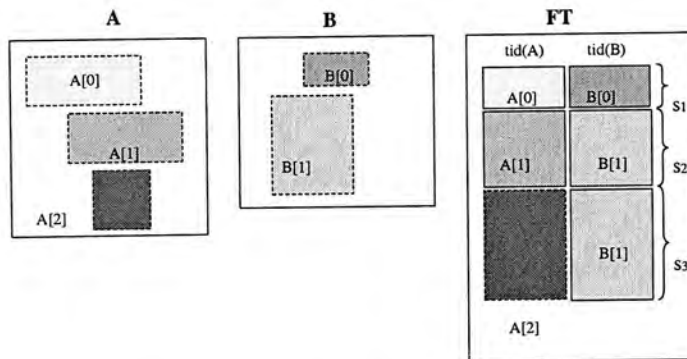 A
B
FT
tid(A) tid(B)
A[0]
B[0]
A[0]
B[0]
S1
A[1]
B[1]
A[1]
B[1]
S2
A[2]
B[1]
S3
A[2]